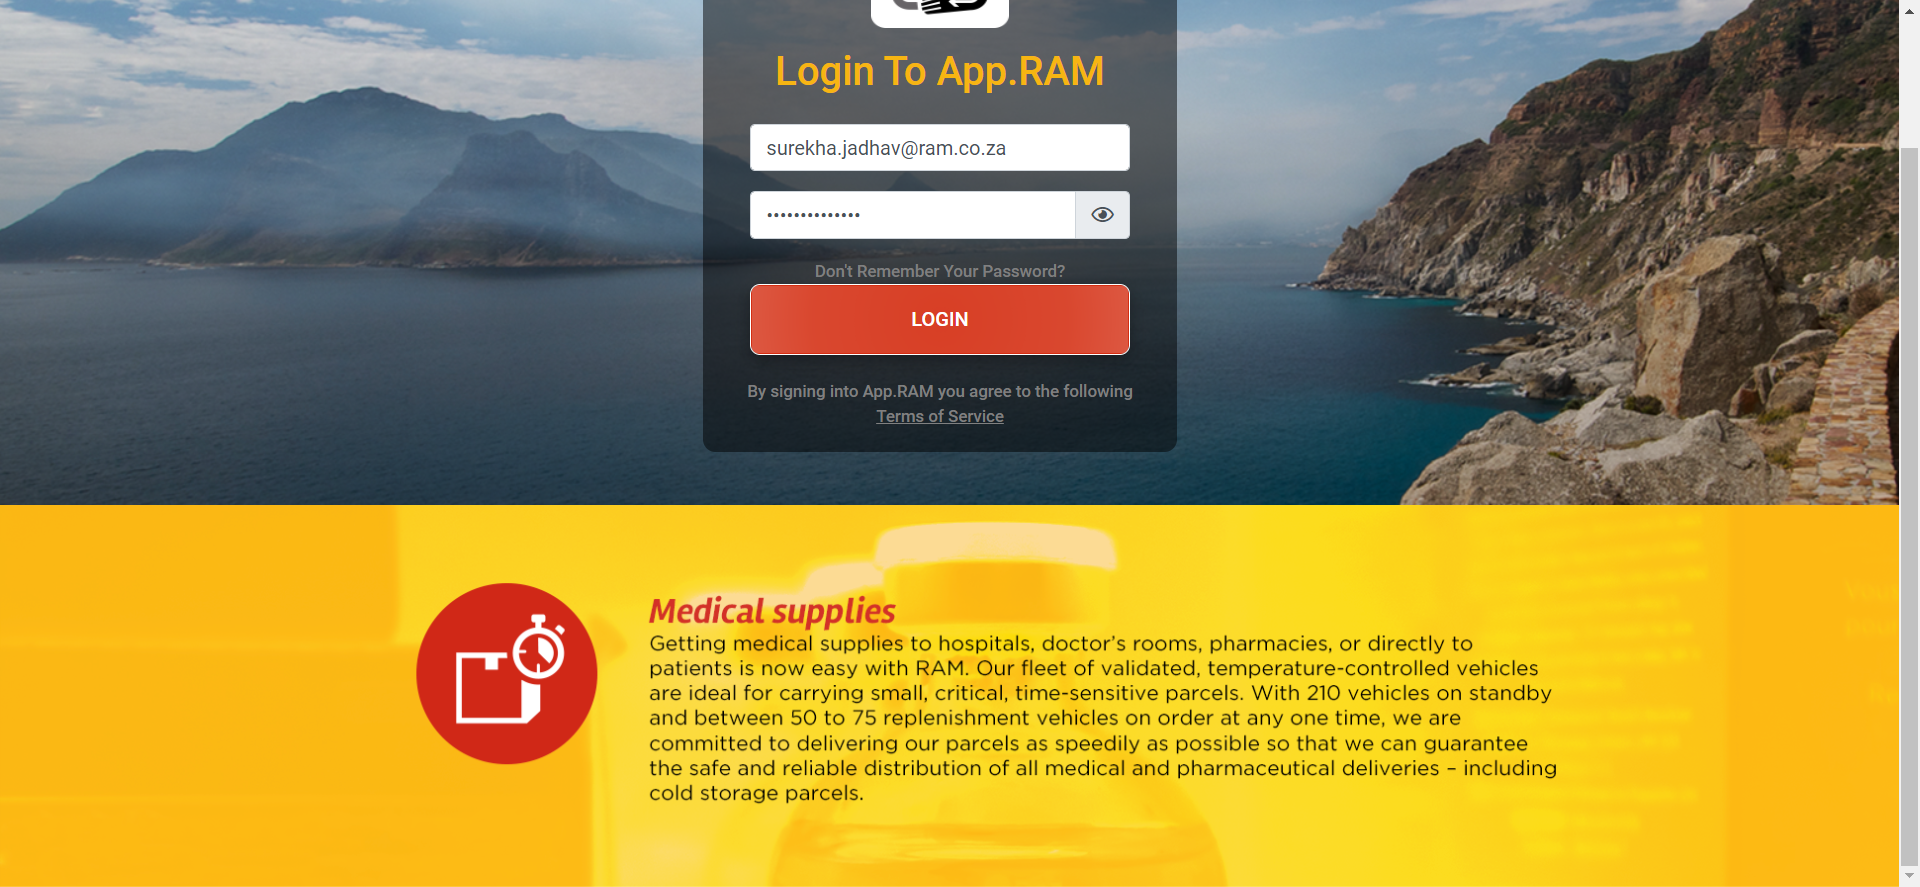 Login To App.RAM
surekha.jadhav@ram.co.za
••••••••••••••
Don't Remember Your Password?
LOGIN
By signing into App.RAM you agree to the following
Terms of Service
Medical supplies
Getting medical supplies to hospitals, doctor’s rooms, pharmacies, or directly to
patients is now easy with RAM. Our fleet of validated, temperature-controlled vehicles
are ideal for carrying small, critical, time-sensitive parcels. With 210 vehicles on standby
and between 50 to 75 replenishment vehicles on order at any one time, we are
committed to delivering our parcels as speedily as possible so that we can guarantee
the safe and reliable distribution of all medical and pharmaceutical deliveries – including
cold storage parcels.